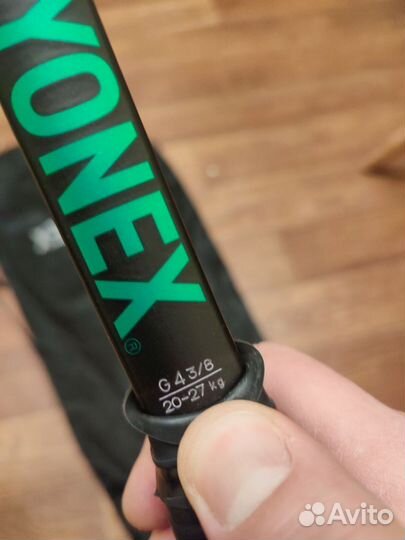 YONEX®
G 4 3/8
20-27 kg
Avito